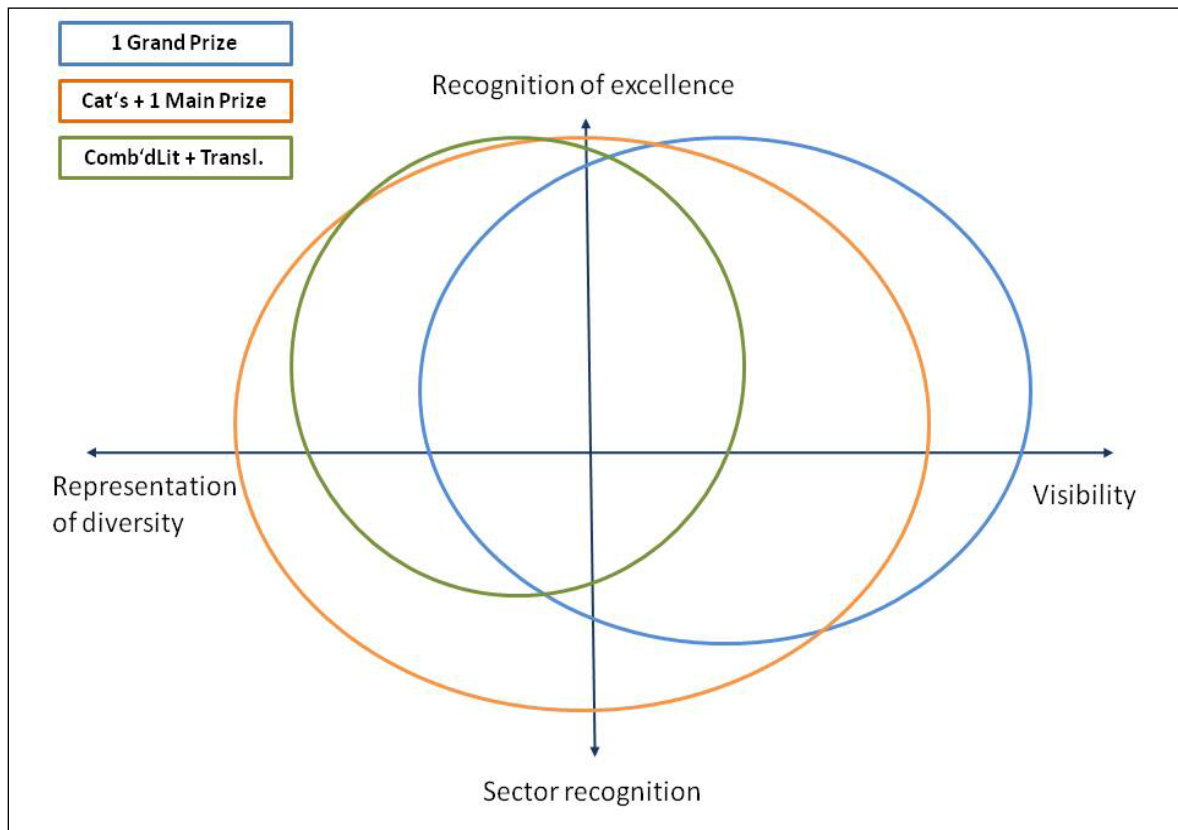 1 Grand Prize
Cat‘s + 1 Main Prize
Comb‘dLit + Transl.
Recognition of excellence
Representation
of diversity
Visibility
Sector recognition